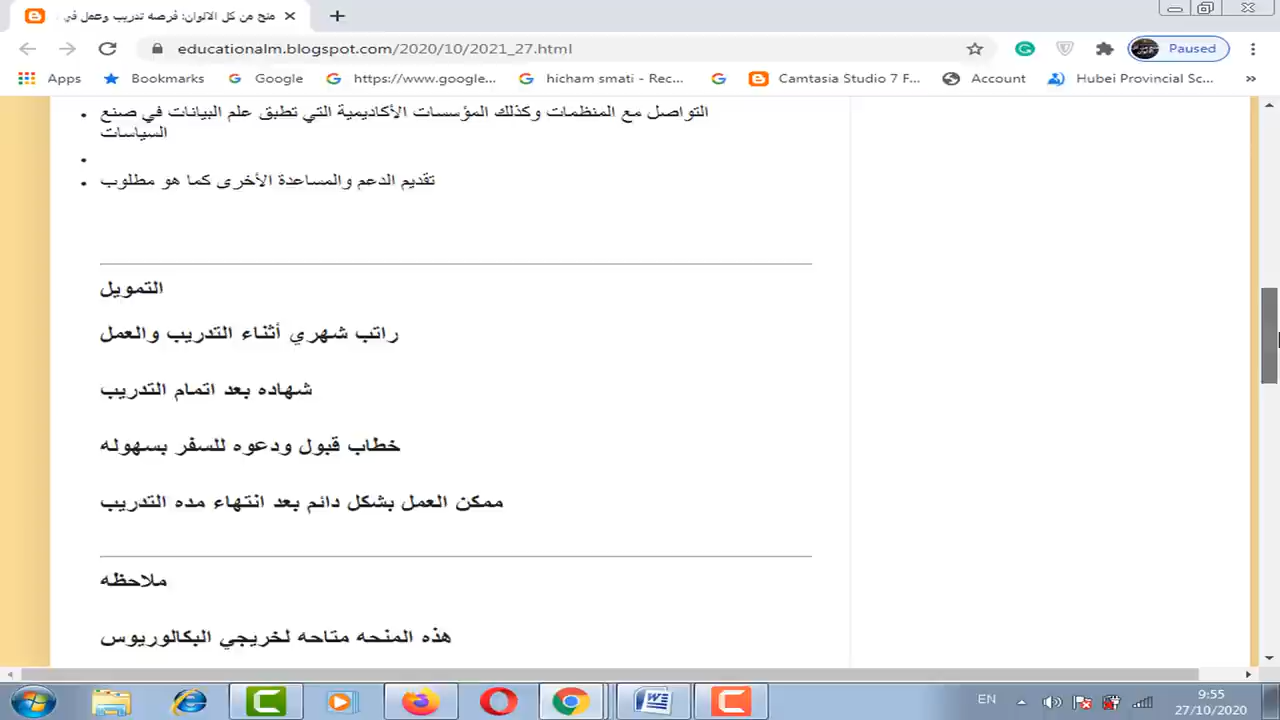 منح من كل الالوان: فرصه تدريب وعمل في
educationalm.blogspot.com/2020/10/2021_27.html
Paused
Apps
Bookmarks
Google
https://www.google...
hicham smati - Rec...
Camtasia Studio 7 F...
Account
Hubei Provincial Sc...
»
التواصل مع المنظمات وكذلك المؤسسات الأكاديمية التي تطبق علم البيانات في صنع
السياسات
تقديم الدعم والمساعدة الأخرى كما هو مطلوب
التمويل
راتب شهري أثناء التدريب والعمل
شهاده بعد اتمام التدريب
خطاب قبول ودعوه للسفر بسهوله
ممكن العمل بشكل دائم بعد انتهاء مده التدريب
ملاحظه
هذه المنحه متاحه لخريجي البكالوريوس
EN
9:55
27/10/2020